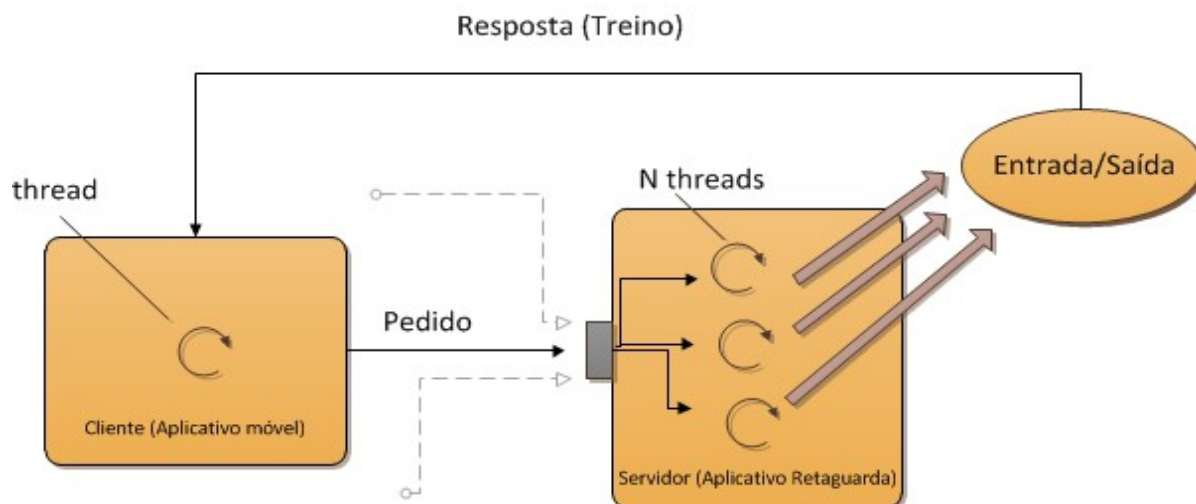 Resposta (Treino)
Entrada/Saída
thread
N threads
Pedido
Cliente (Aplicativo móvel)
Servidor (Aplicativo Retaguarda)